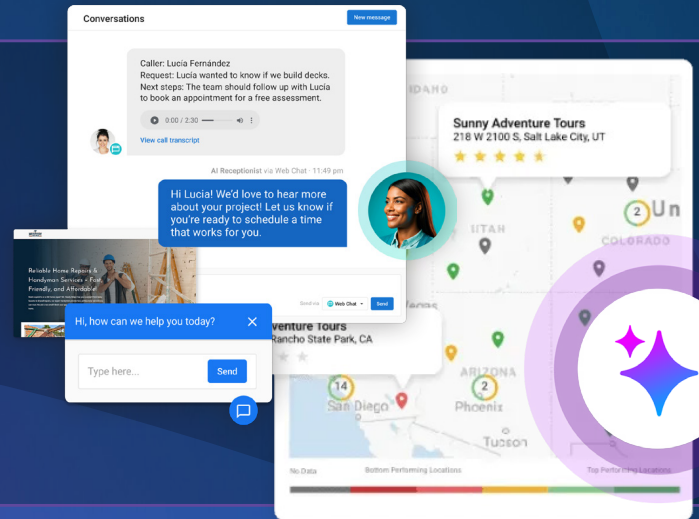 Conversations
New message
Caller: Lucía Fernández
Request: Lucia wanted to know if we build decks.
Next steps: The team should follow up with Lucia
to book an appointment for a free assessment.
0:00 / 2:30
View call transcript
AI Receptionist via Web Chat · 11:49 pm
Hi Lucia! We'd love to hear more
about your project! Let us know if
you're ready to schedule a time
that works for you.
Send via
Web Chat
Send
Reliable Home Repairs &
Handyman Services - Fast,
Friendly, and Affordable!
Hi, how can we help you today?
Type here...
Send
IDAHO
Sunny Adventure Tours
218 W 2100 S, Salt Lake City, UT
2
Un
UTAH
COLORADO
Vegas
venture Tours
Rancho State Park, CA
14
San Diego
ARIZONA
2
Phoenix
Tucson
No Data
Bottom Performing Locations
Top Performing Locations